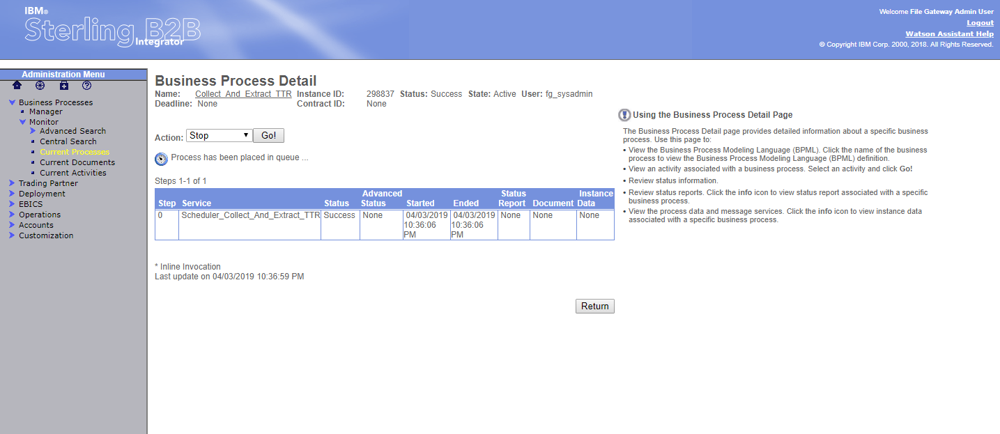 IBM®
Sterling B2B
Integrator
Welcome File Gateway Admin User
Logout
Watson Assistant Help
© Copyright IBM Corp. 2000, 2018. All Rights Reserved.
Administration Menu
Business Processes
Manager
Monitor
Advanced Search
Central Search
Current Processes
Current Documents
Current Activities
Trading Partner
Deployment
EBICS
Operations
Accounts
Customization
Business Process Detail
Name: Collect_And_Extract_TTR Instance ID: 298837 Status: Success State: Active User: fg_sysadmin
Deadline: None Contract ID: None
Action: Stop Go!
Process has been placed in queue ...
Steps 1-1 of 1
Step Service Status Advanced Status Started Ended Status Report Document Instance Data
0 Scheduler_Collect_And_Extract_TTR Success None 04/03/2019 10:36:06 PM 04/03/2019 10:36:06 PM None None None
* Inline Invocation
Last update on 04/03/2019 10:36:59 PM
Return
Using the Business Process Detail Page
The Business Process Detail page provides detailed information about a specific business
process. Use this page to:
• View the Business Process Modeling Language (BPML). Click the name of the business
process to view the Business Process Modeling Language (BPML) definition.
• View an activity associated with a business process. Select an activity and click Go!
• Review status information.
• Review status reports. Click the info icon to view status report associated with a specific
business process.
• View the process data and message services. Click the info icon to view instance data
associated with a specific business process.